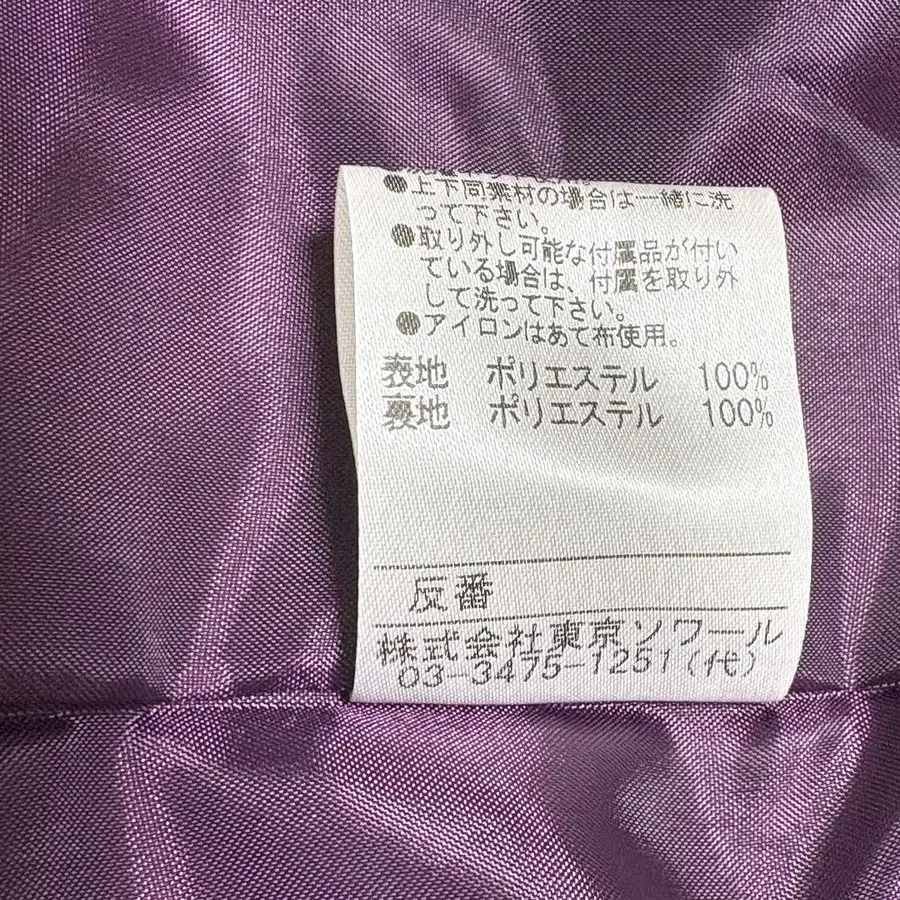 ●上下同素材の場合は一緒に洗
って下さい。
●取り外し可能な付属品が付い
ている場合は、付属を取り外
して洗って下さい。
●アイロンはあて布使用。
表地 ポリエステル 100%
裏地 ポリエステル 100%
反番
株式会社東京ソワール
03-3475-1251(代)